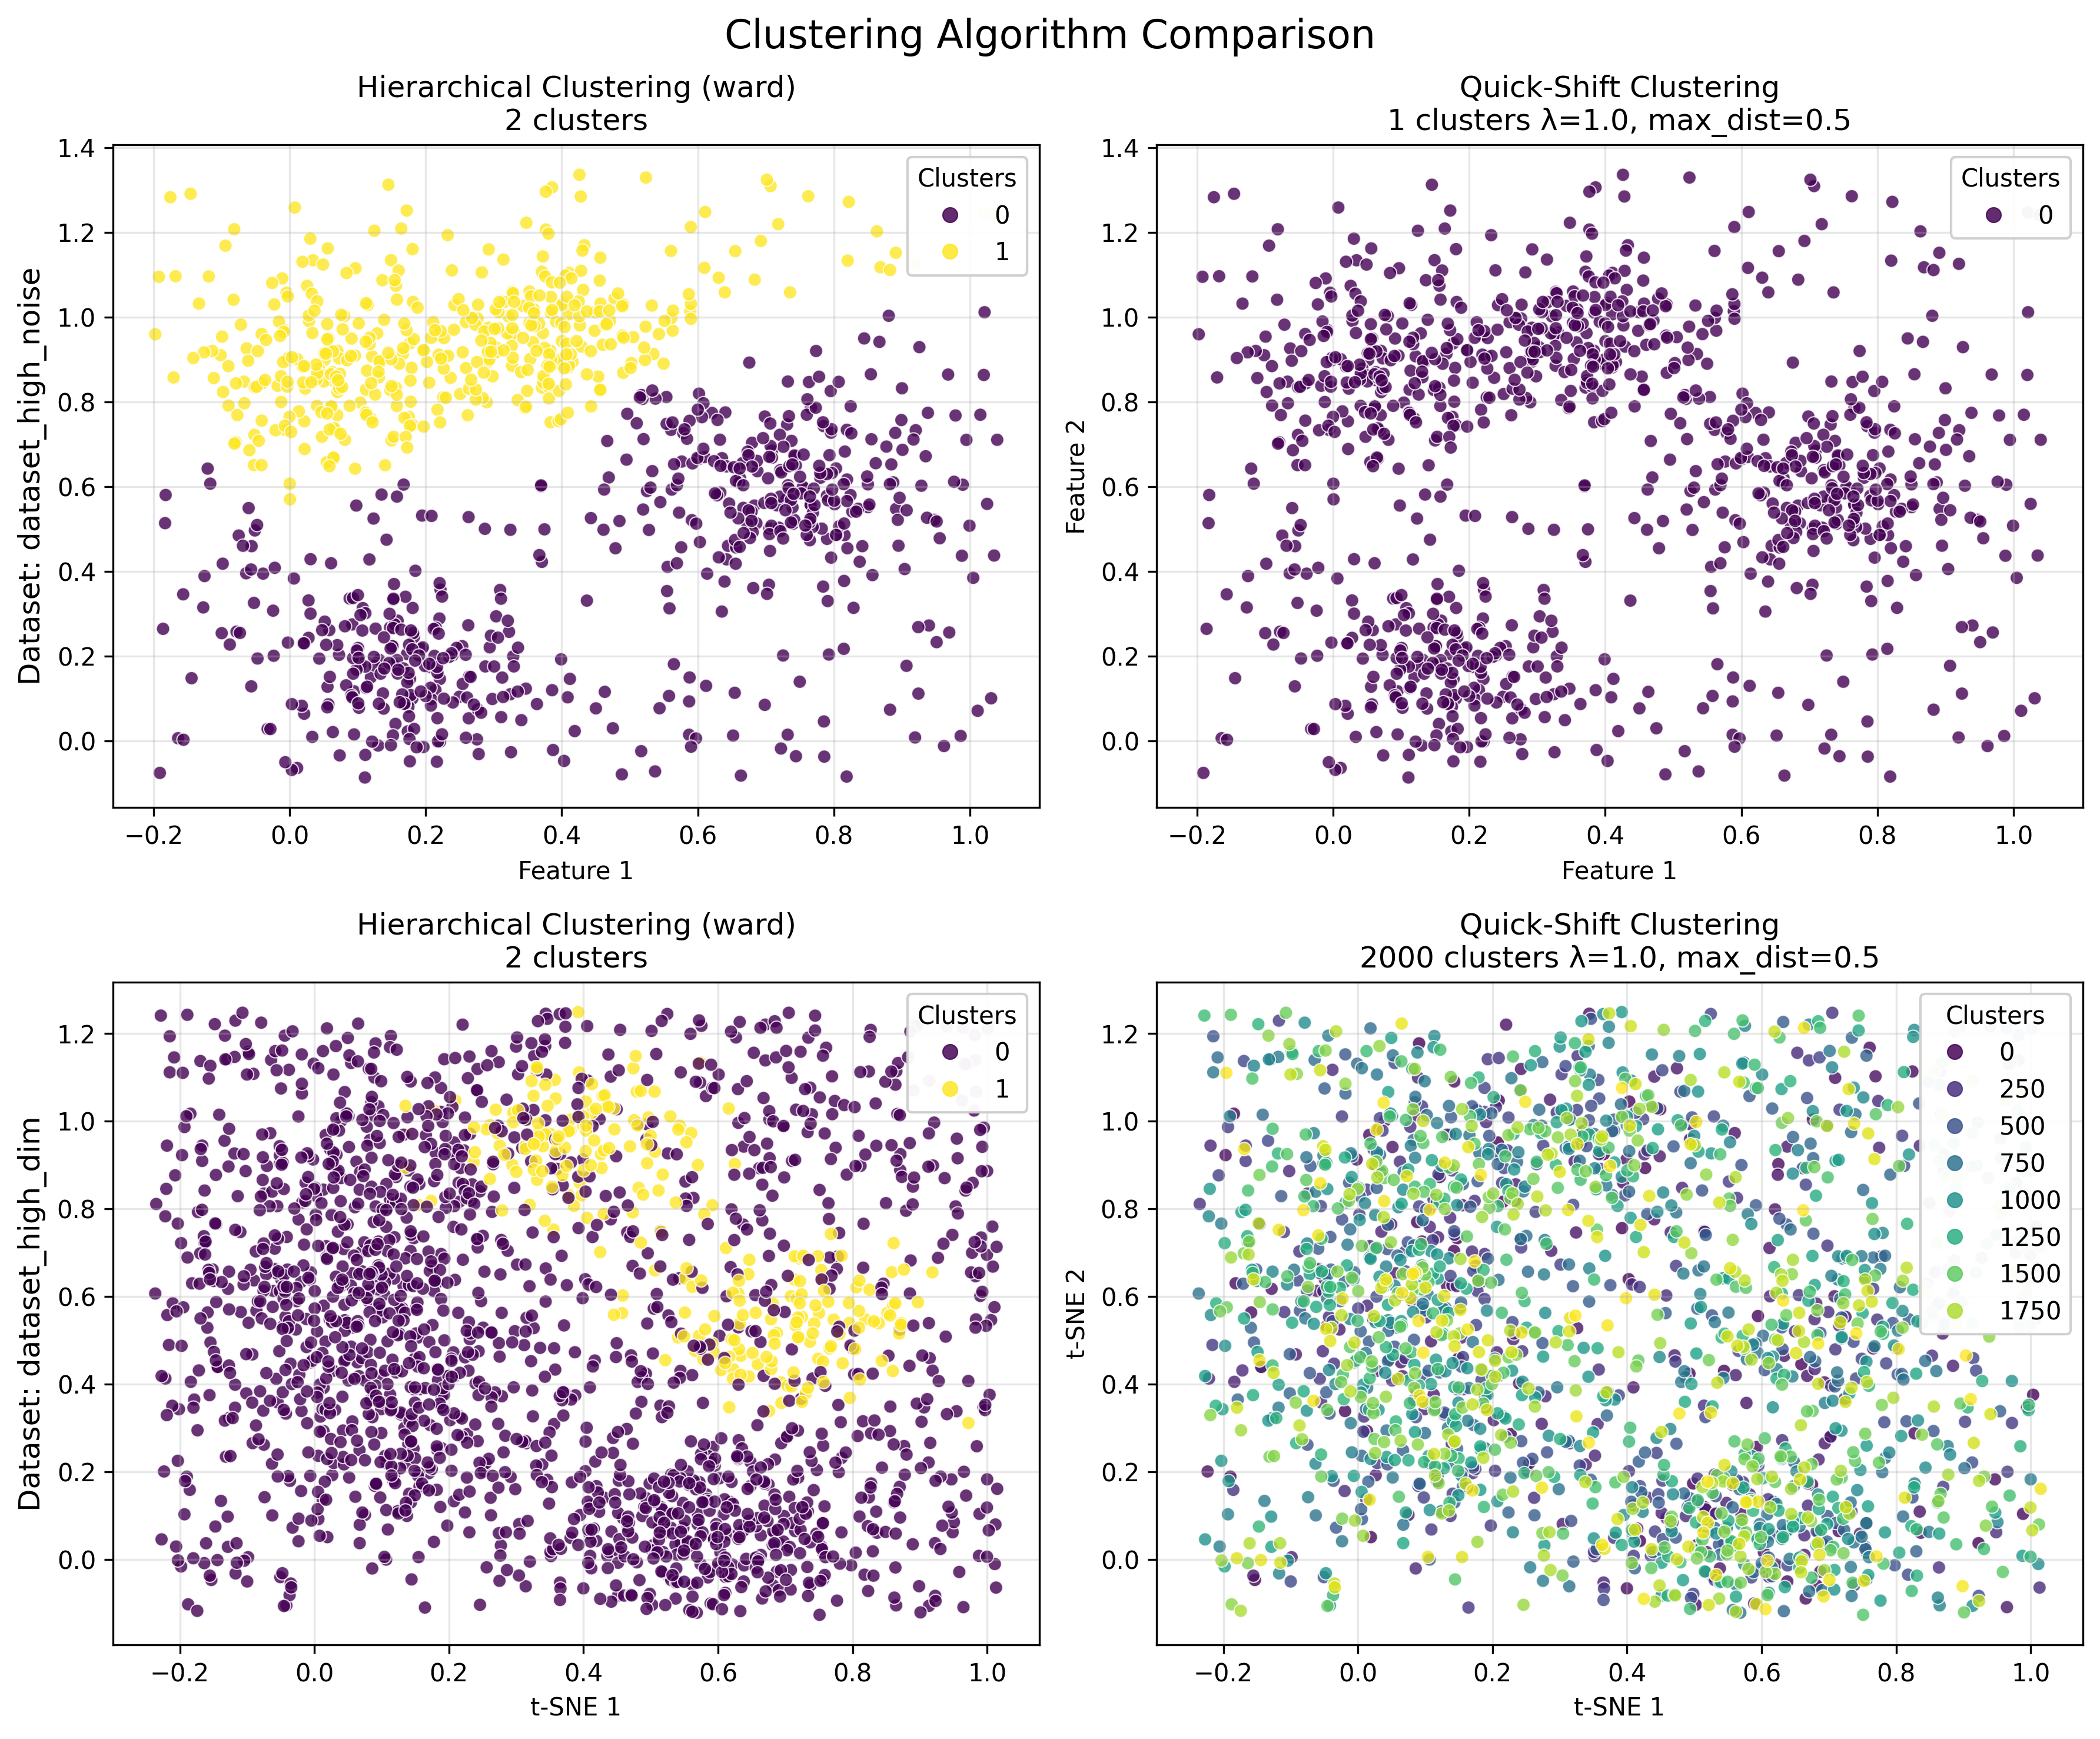 Clustering Algorithm Comparison
Hierarchical Clustering (ward)
2 clusters
Dataset: dataset_high_noise
1.4
1.2
1.0
0.8
0.6
0.4
0.2
0.0
−0.2 0.0 0.2 0.4 0.6 0.8 1.0
Feature 1
Clusters
0
1
Quick-Shift Clustering
1 clusters λ=1.0, max_dist=0.5
Feature 2
1.4
1.2
1.0
0.8
0.6
0.4
0.2
0.0
−0.2 0.0 0.2 0.4 0.6 0.8 1.0
Feature 1
Clusters
0
Hierarchical Clustering (ward)
2 clusters
Dataset: dataset_high_dim
1.2
1.0
0.8
0.6
0.4
0.2
0.0
−0.2 0.0 0.2 0.4 0.6 0.8 1.0
t-SNE 1
Clusters
0
1
Quick-Shift Clustering
2000 clusters λ=1.0, max_dist=0.5
t-SNE 2
1.2
1.0
0.8
0.6
0.4
0.2
0.0
−0.2 0.0 0.2 0.4 0.6 0.8 1.0
t-SNE 1
Clusters
0
250
500
750
1000
1250
1500
1750